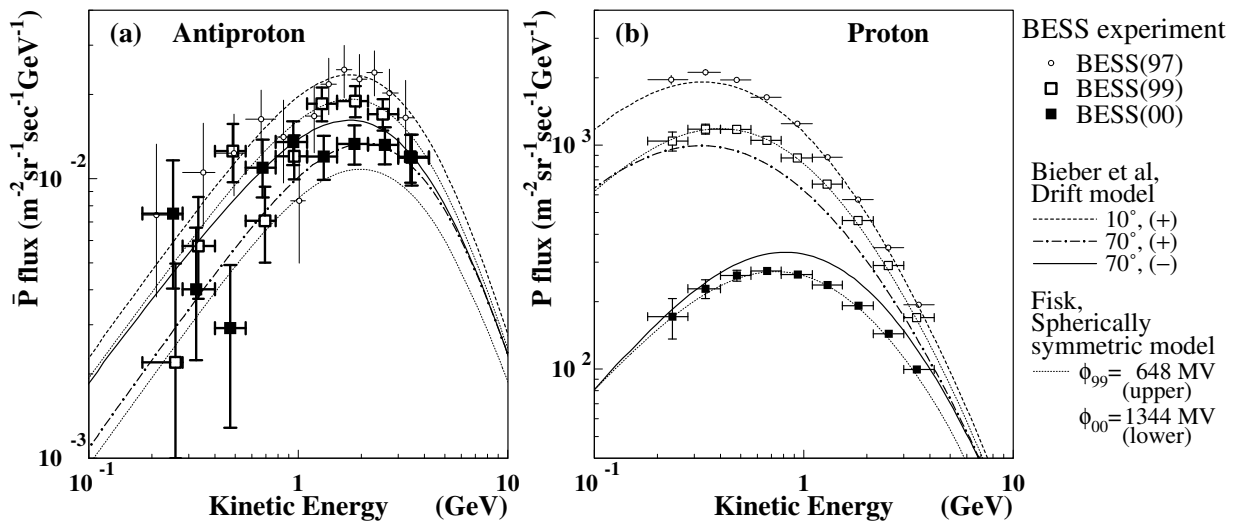 (a) Antiproton
P̄ flux (m⁻²sr⁻¹sec⁻¹GeV⁻¹)
10⁻²
10⁻³
10⁻¹ 1 10
Kinetic Energy (GeV)
(b) Proton
P flux (m⁻²sr⁻¹sec⁻¹GeV⁻¹)
10³
10²
10⁻¹ 1 10
Kinetic Energy (GeV)
BESS experiment
BESS(97)
BESS(99)
BESS(00)
Bieber et al,
Drift model
10°, (+)
70°, (+)
70°, (−)
Fisk,
Spherically
symmetric model
ϕ₉₉= 648 MV
(upper)
ϕ₀₀=1344 MV
(lower)